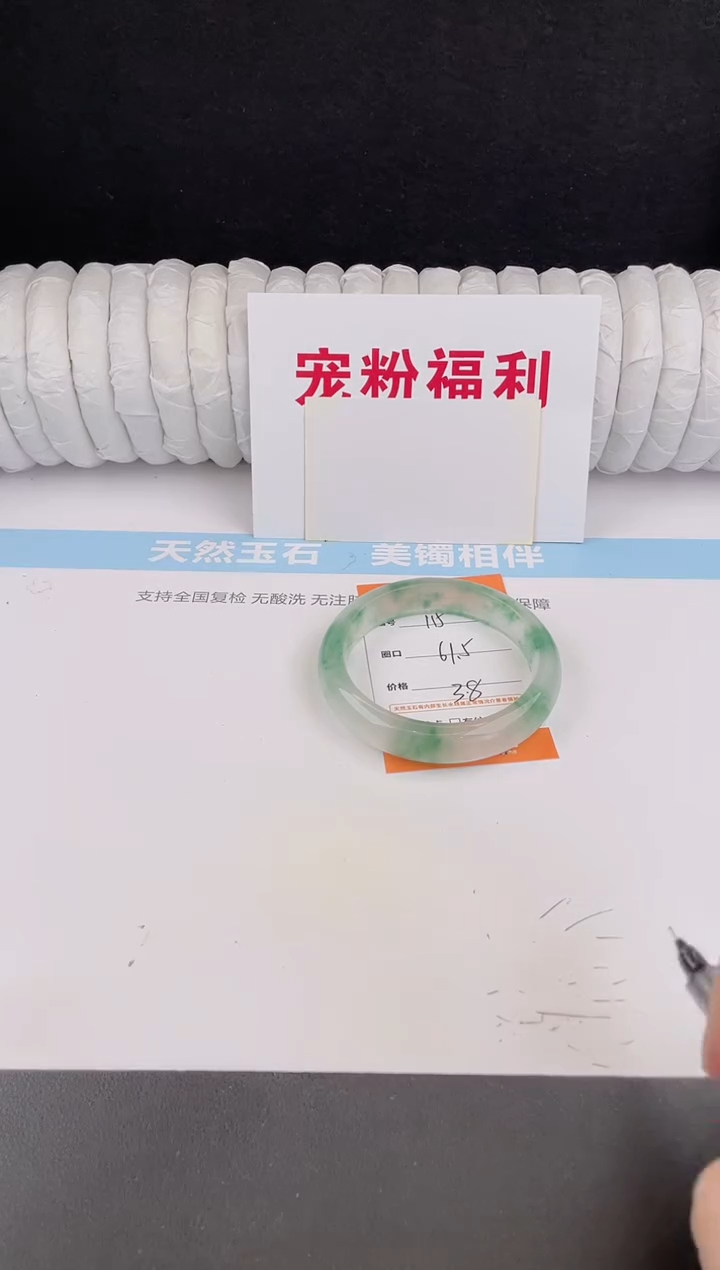 宠粉福利
天然玉石 美镯相伴
支持全国复检 无酸洗 无注 保障
号 115
圈口 61.5
价格 38